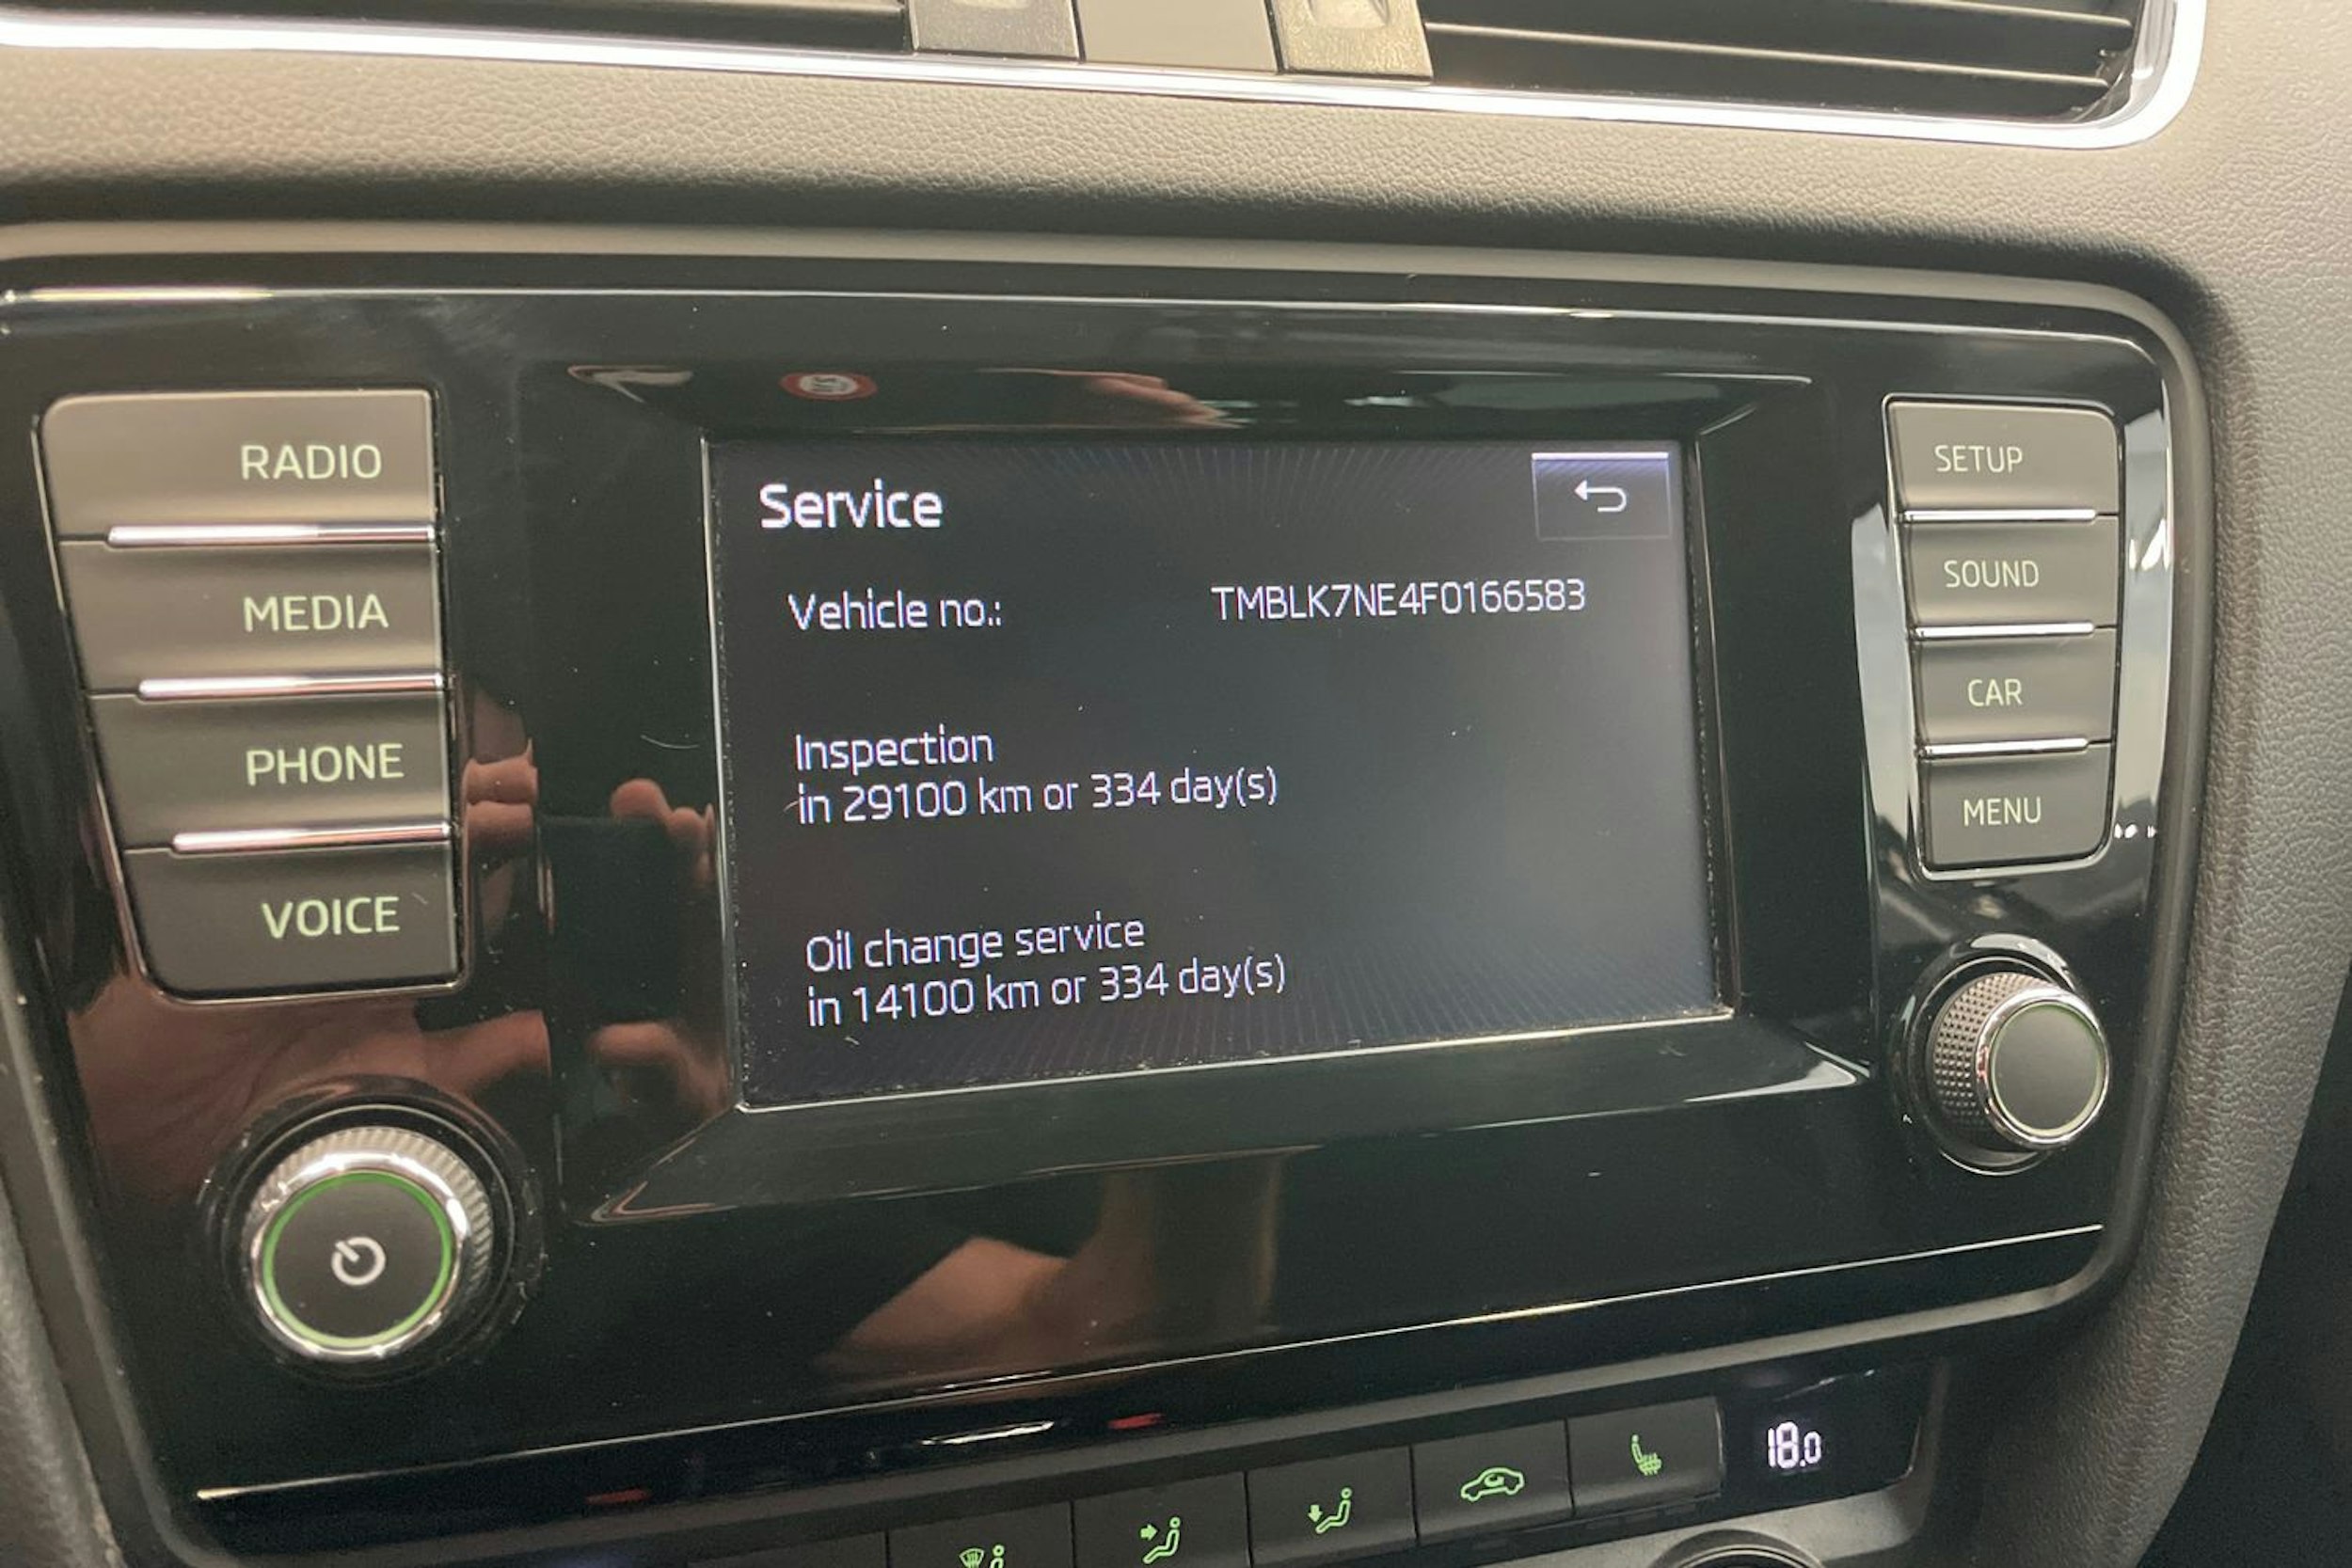 RADIO
MEDIA
PHONE
VOICE
Service
Vehicle no.: TMBLK7NE4F0166583
Inspection
in 29100 km or 334 day(s)
Oil change service
in 14100 km or 334 day(s)
SETUP
SOUND
CAR
MENU
18.0